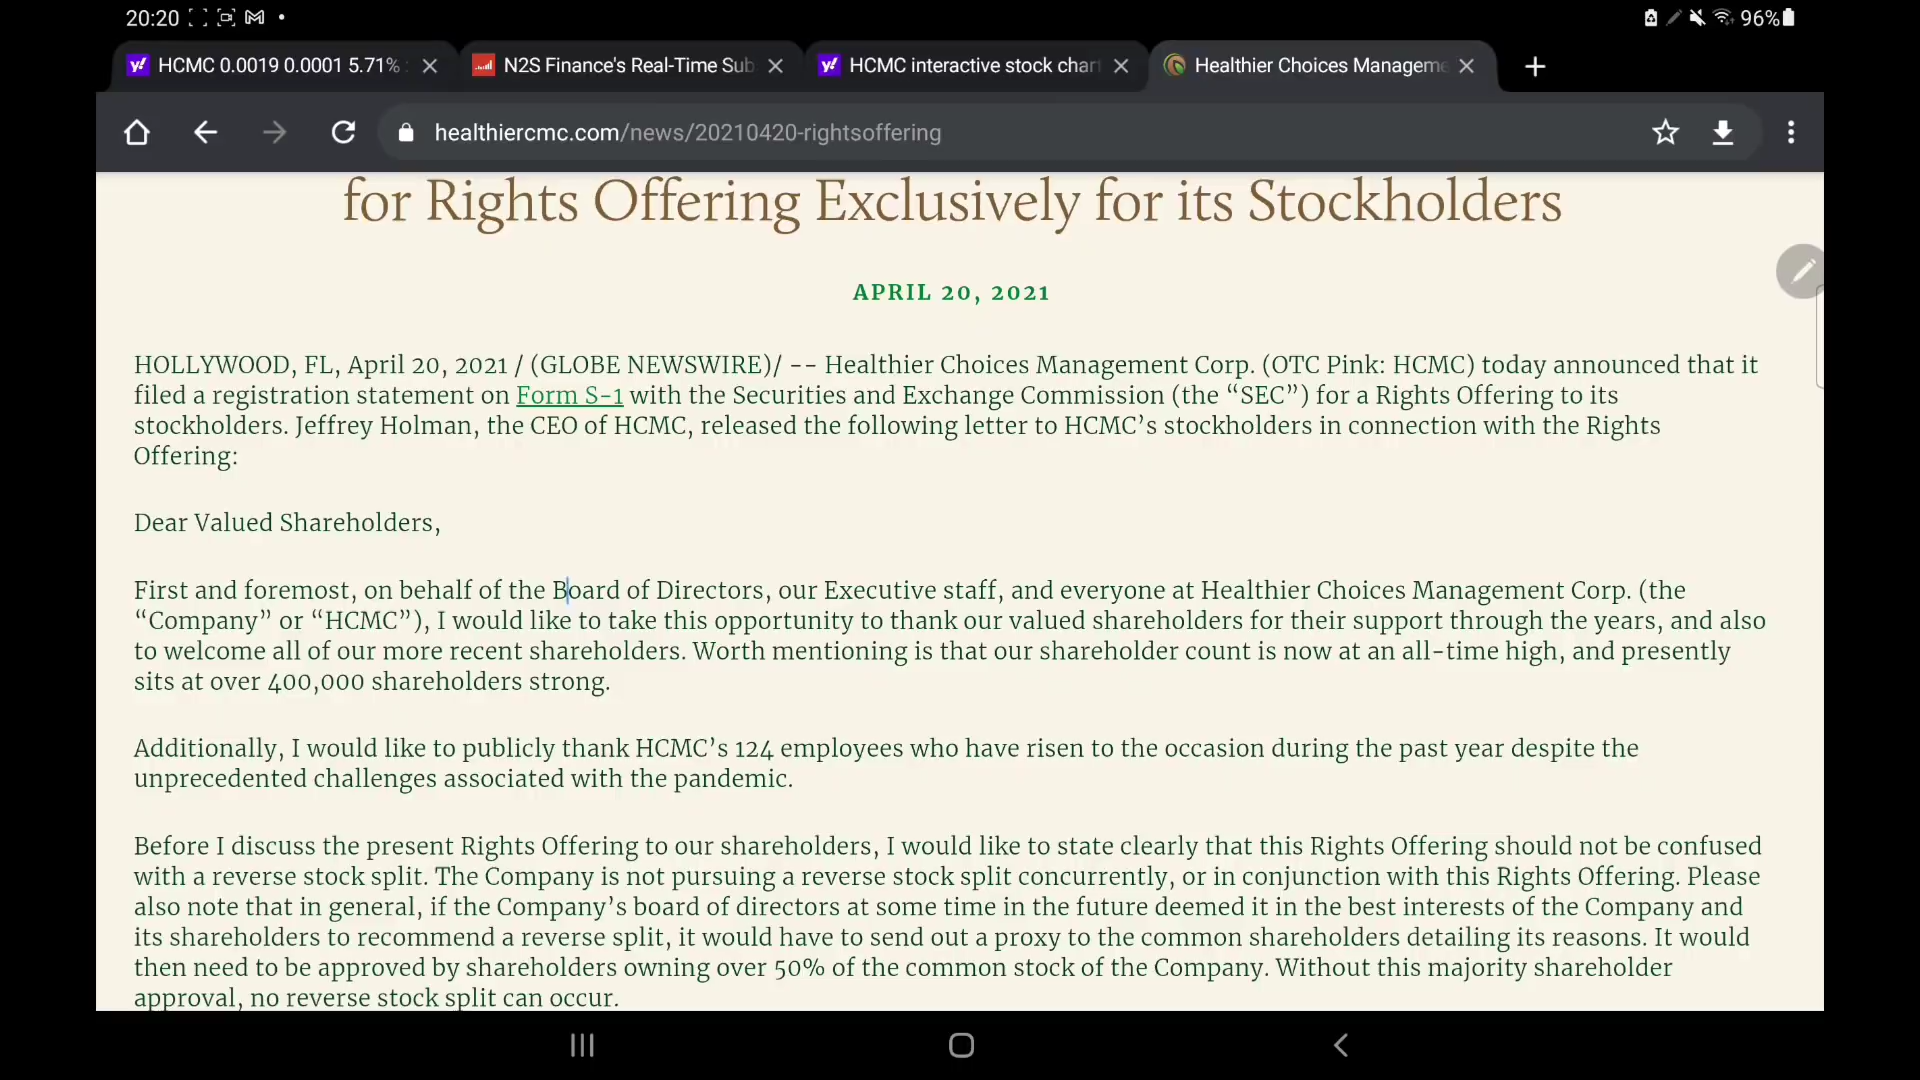 20:20
96%
HCMC 0.0019 0.0001 5.71%
N2S Finance's Real-Time Sub
HCMC interactive stock chart
Healthier Choices Manageme
healthiercmc.com/news/20210420-rightsoffering
for Rights Offering Exclusively for its Stockholders
APRIL 20, 2021
HOLLYWOOD, FL, April 20, 2021 / (GLOBE NEWSWIRE)/ -- Healthier Choices Management Corp. (OTC Pink: HCMC) today announced that it
filed a registration statement on Form S-1 with the Securities and Exchange Commission (the “SEC”) for a Rights Offering to its
stockholders. Jeffrey Holman, the CEO of HCMC, released the following letter to HCMC’s stockholders in connection with the Rights
Offering:
Dear Valued Shareholders,
First and foremost, on behalf of the Board of Directors, our Executive staff, and everyone at Healthier Choices Management Corp. (the
“Company” or “HCMC”), I would like to take this opportunity to thank our valued shareholders for their support through the years, and also
to welcome all of our more recent shareholders. Worth mentioning is that our shareholder count is now at an all-time high, and presently
sits at over 400,000 shareholders strong.
Additionally, I would like to publicly thank HCMC’s 124 employees who have risen to the occasion during the past year despite the
unprecedented challenges associated with the pandemic.
Before I discuss the present Rights Offering to our shareholders, I would like to state clearly that this Rights Offering should not be confused
with a reverse stock split. The Company is not pursuing a reverse stock split concurrently, or in conjunction with this Rights Offering. Please
also note that in general, if the Company’s board of directors at some time in the future deemed it in the best interests of the Company and
its shareholders to recommend a reverse split, it would have to send out a proxy to the common shareholders detailing its reasons. It would
then need to be approved by shareholders owning over 50% of the common stock of the Company. Without this majority shareholder
approval, no reverse stock split can occur.